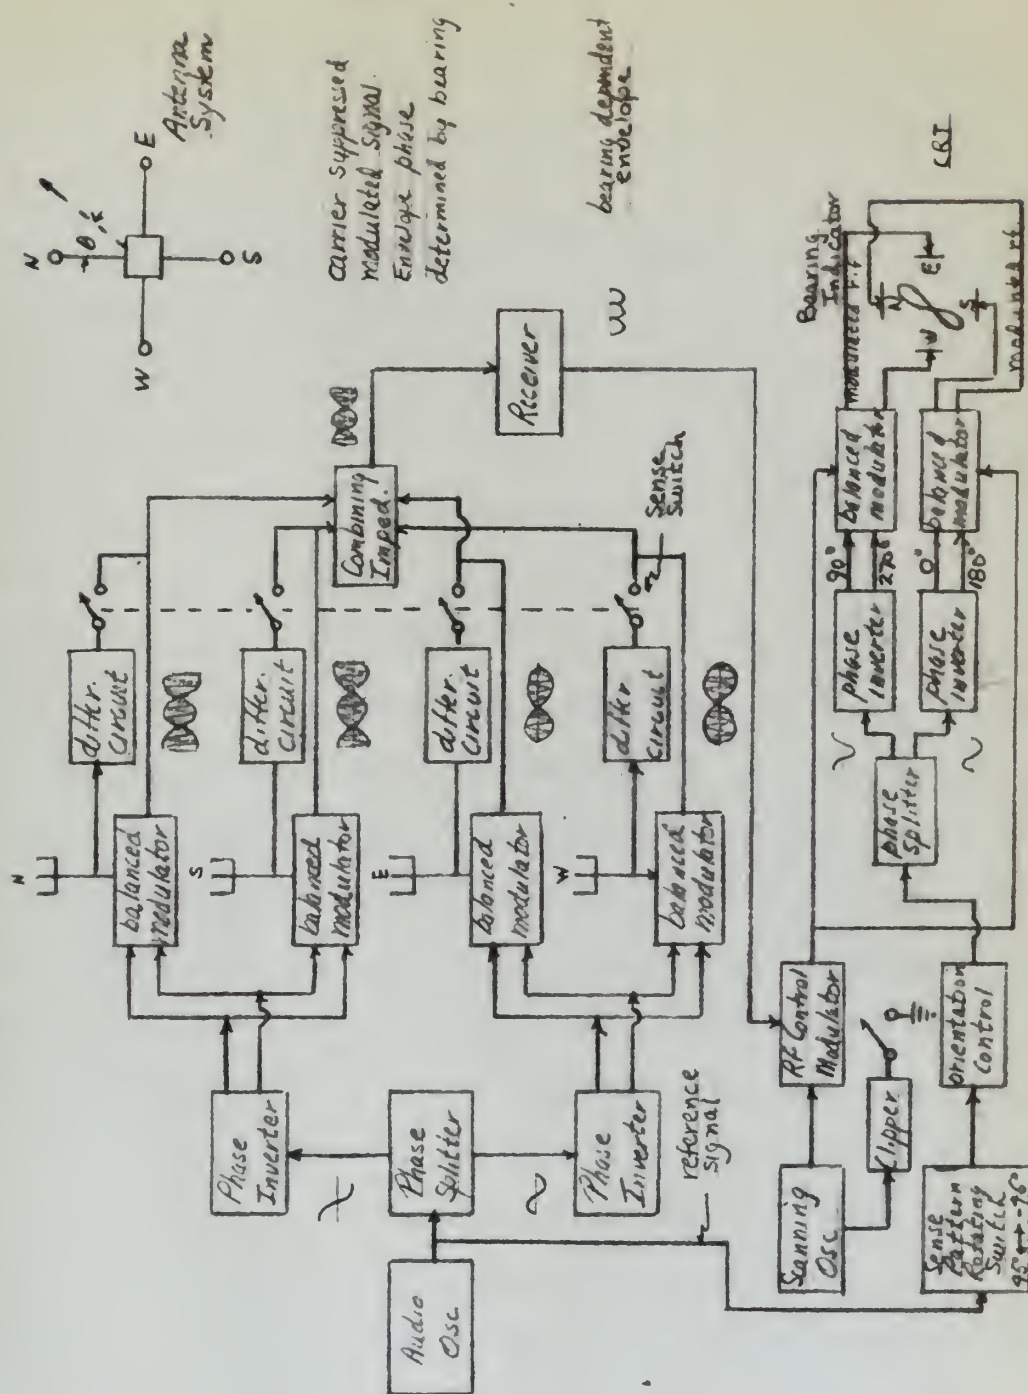 N
θ, α
E
W
S
Antenna
System
carrier suppressed
modulated signal.
Envelope phase
determined by bearing
bearing dependent
envelope
N
balanced
modulator
differ.
circuit
S
balanced
modulator
differ.
circuit
E
balanced
modulator
differ.
circuit
W
balanced
modulator
differ.
circuit
Sense
Switch
Combining
Imped.
Receiver
Phase
Inverter
Phase
Splitter
Phase
Inverter
Audio
Osc
reference
signal
Scanning
Osc
RF Control
Modulator
Clipper
Sense
Pattern
Rotating
Switch
95° ↔ -95°
orientation
Control
phase
splitter
phase
inverter
90°
270°
balanced
modulator
phase
inverter
0°
180°
balanced
modulator
Bearing
Indicator
modulated r.f
N
E
W
S
modulated r.f
CRT